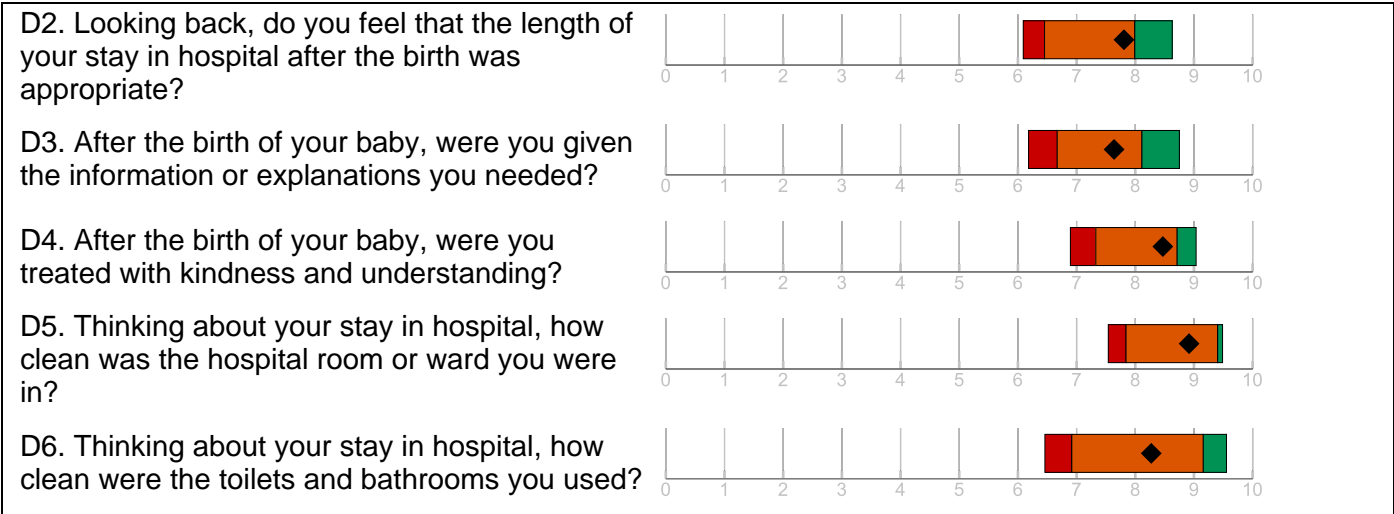 D2. Looking back, do you feel that the length of
your stay in hospital after the birth was
appropriate?
0 1 2 3 4 5 6 7 8 9 10
D3. After the birth of your baby, were you given
the information or explanations you needed?
0 1 2 3 4 5 6 7 8 9 10
D4. After the birth of your baby, were you
treated with kindness and understanding?
0 1 2 3 4 5 6 7 8 9 10
D5. Thinking about your stay in hospital, how
clean was the hospital room or ward you were
in?
0 1 2 3 4 5 6 7 8 9 10
D6. Thinking about your stay in hospital, how
clean were the toilets and bathrooms you used?
0 1 2 3 4 5 6 7 8 9 10